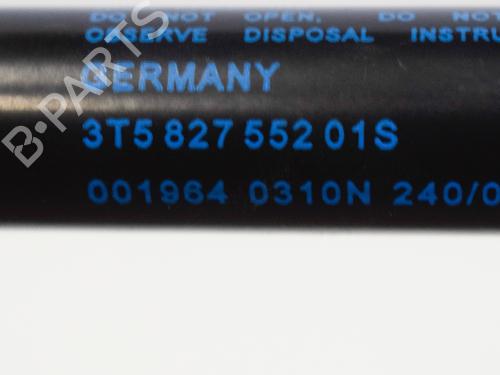 DO NOT OPEN, DO NOT
OBSERVE DISPOSAL INSTRU
GERMANY
3T5 827 552 01S
001964 0310N 240/0
B-PARTS